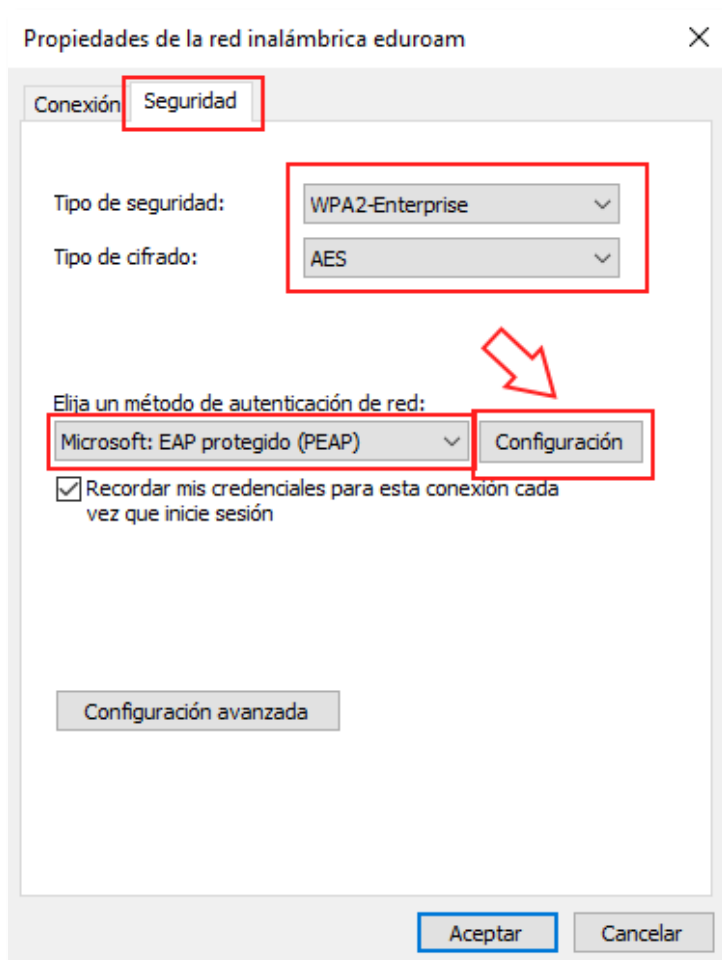 Propiedades de la red inalámbrica eduroam
Conexión Seguridad
Tipo de seguridad: WPA2-Enterprise
Tipo de cifrado: AES
Elija un método de autenticación de red:
Microsoft: EAP protegido (PEAP) Configuración
Recordar mis credenciales para esta conexión cada
vez que inicie sesión
Configuración avanzada
Aceptar Cancelar